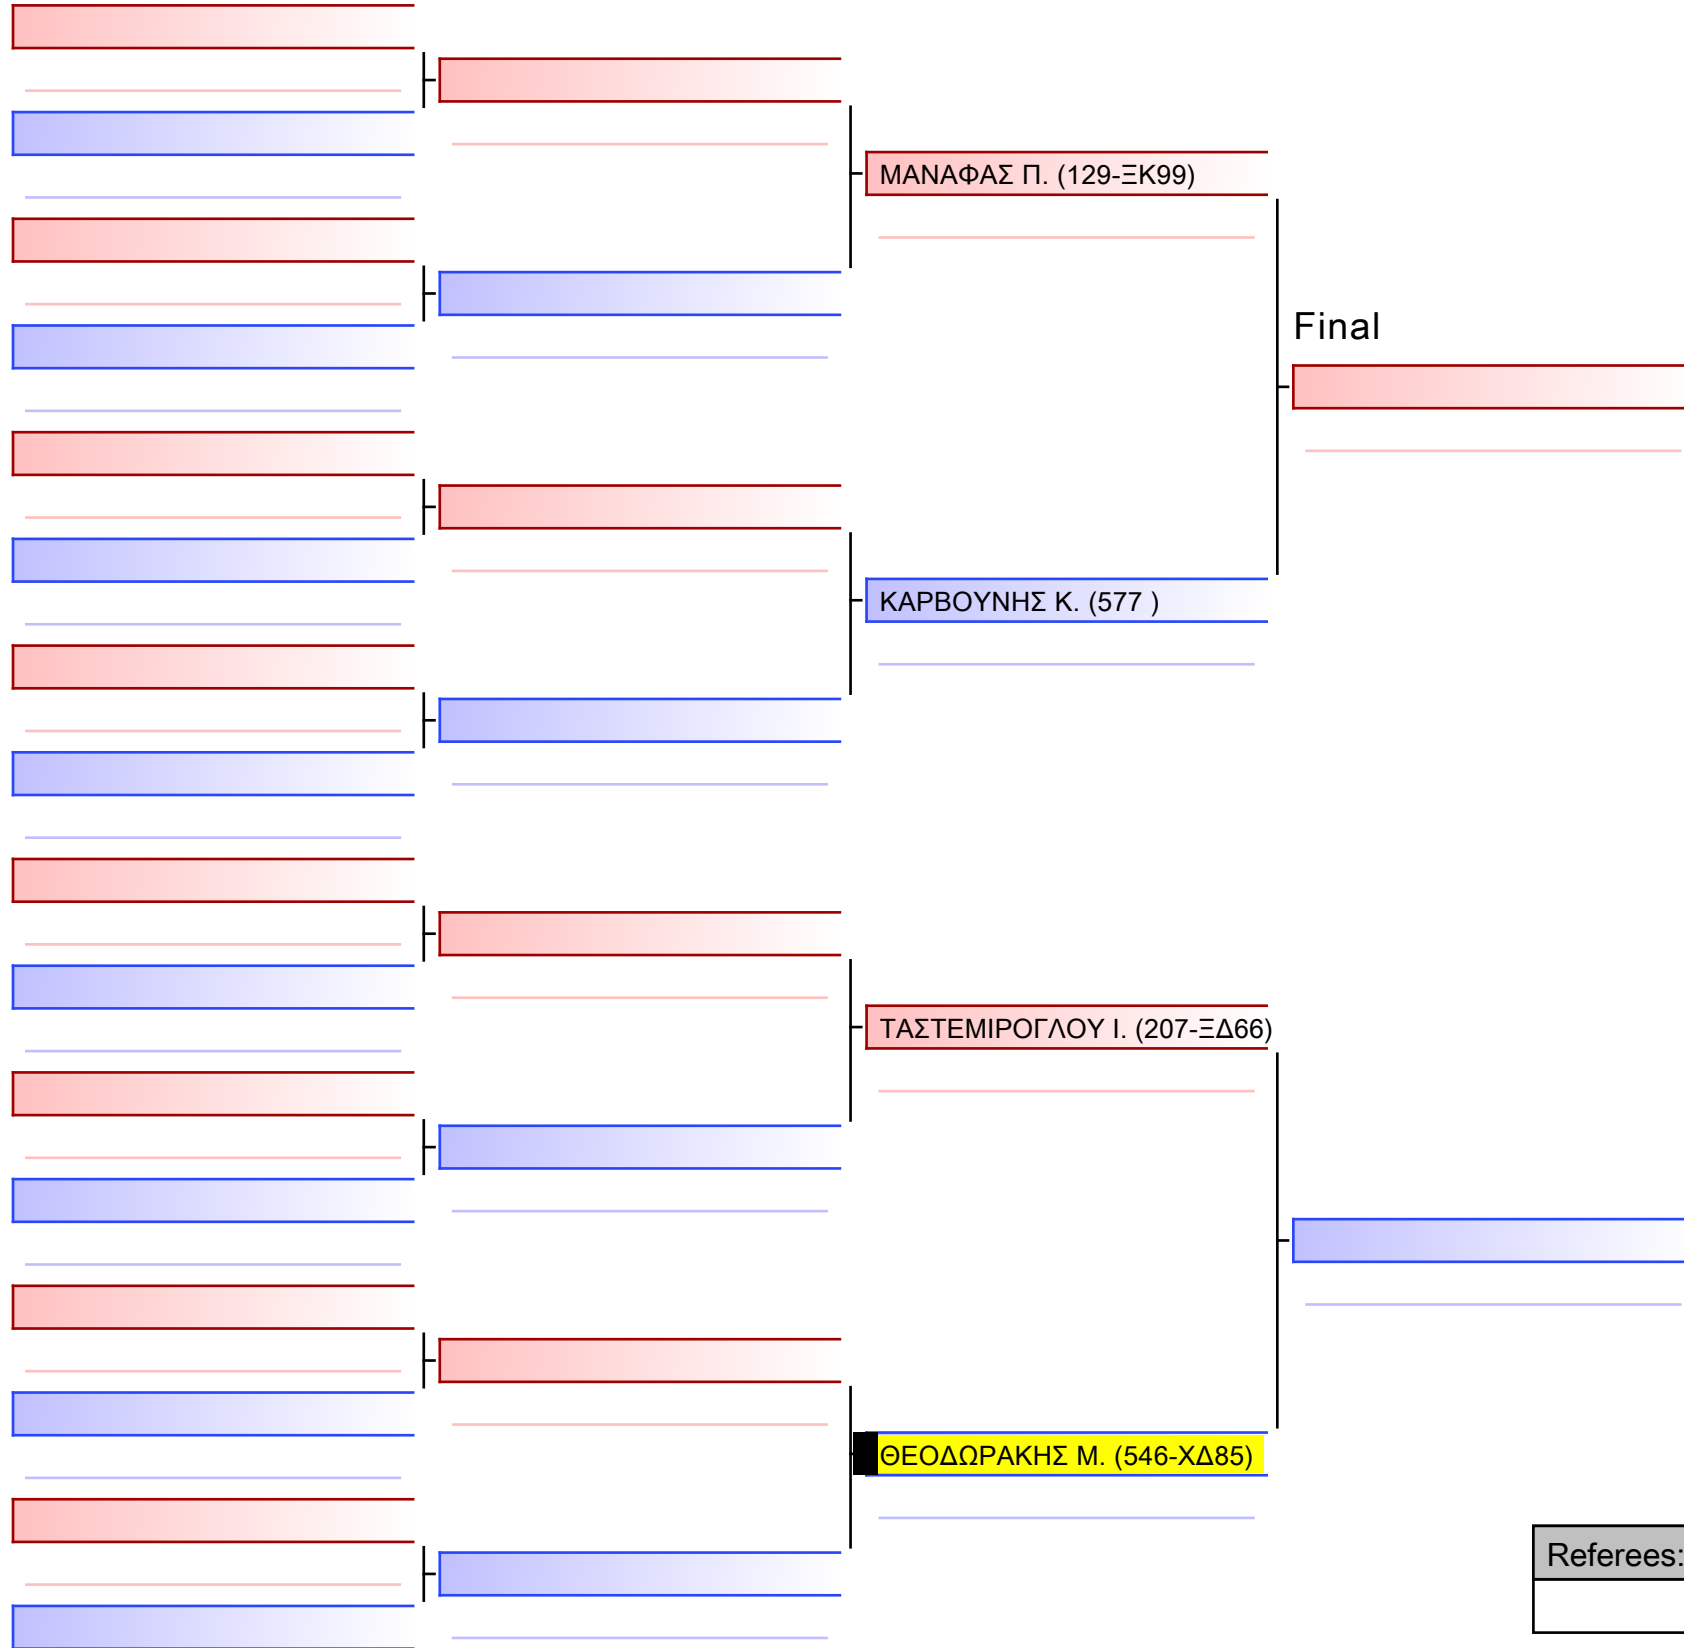 ΜΑΝΑΦΑΣ Π. (129-ΞΚ99)
Final
ΚΑΡΒΟΥΝΗΣ Κ. (577 )
ΤΑΣΤΕΜΙΡΟΓΛΟΥ Ι. (207-ΞΔ66)
ΘΕΟΔΩΡΑΚΗΣ Μ. (546-ΧΔ85)
Referees: